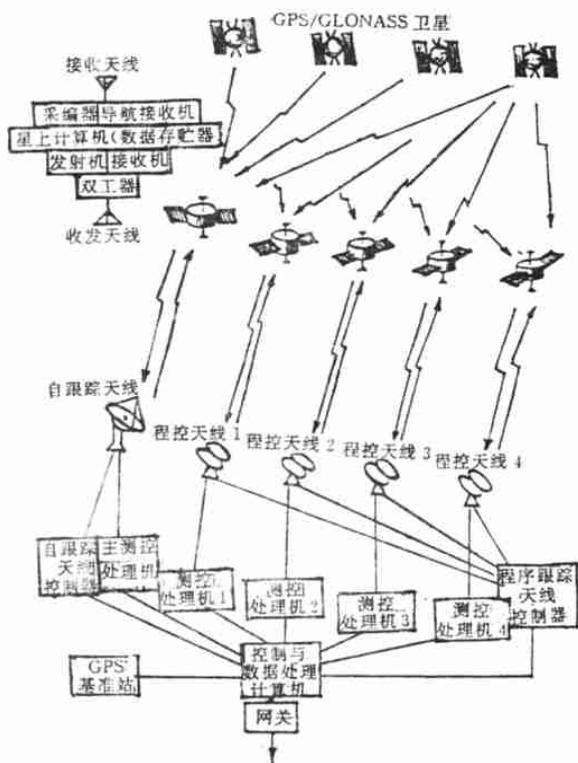 GPS/GLONASS 卫星
接收天线
采编器 导航接收机
星上计算机(数据存贮器
发射机 接收机
双工器
收发天线
自跟踪天线
程控天线 1
程控天线 2
程控天线 3
程控天线 4
自跟踪
天线
控制器
主测控
处理机
测控
处理机1
测控
处理机2
测控
处理机3
测控
处理机4
程序跟踪
天线
控制器
GPS
基准站
控制与
数据处理
计算机
网关